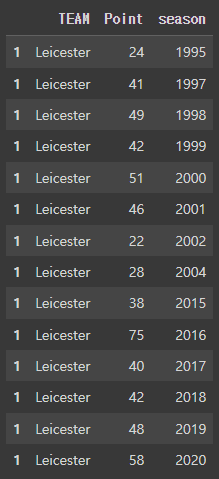 TEAM Point season
1 Leicester 24 1995
1 Leicester 41 1997
1 Leicester 49 1998
1 Leicester 42 1999
1 Leicester 51 2000
1 Leicester 46 2001
1 Leicester 22 2002
1 Leicester 28 2004
1 Leicester 38 2015
1 Leicester 75 2016
1 Leicester 40 2017
1 Leicester 42 2018
1 Leicester 48 2019
1 Leicester 58 2020